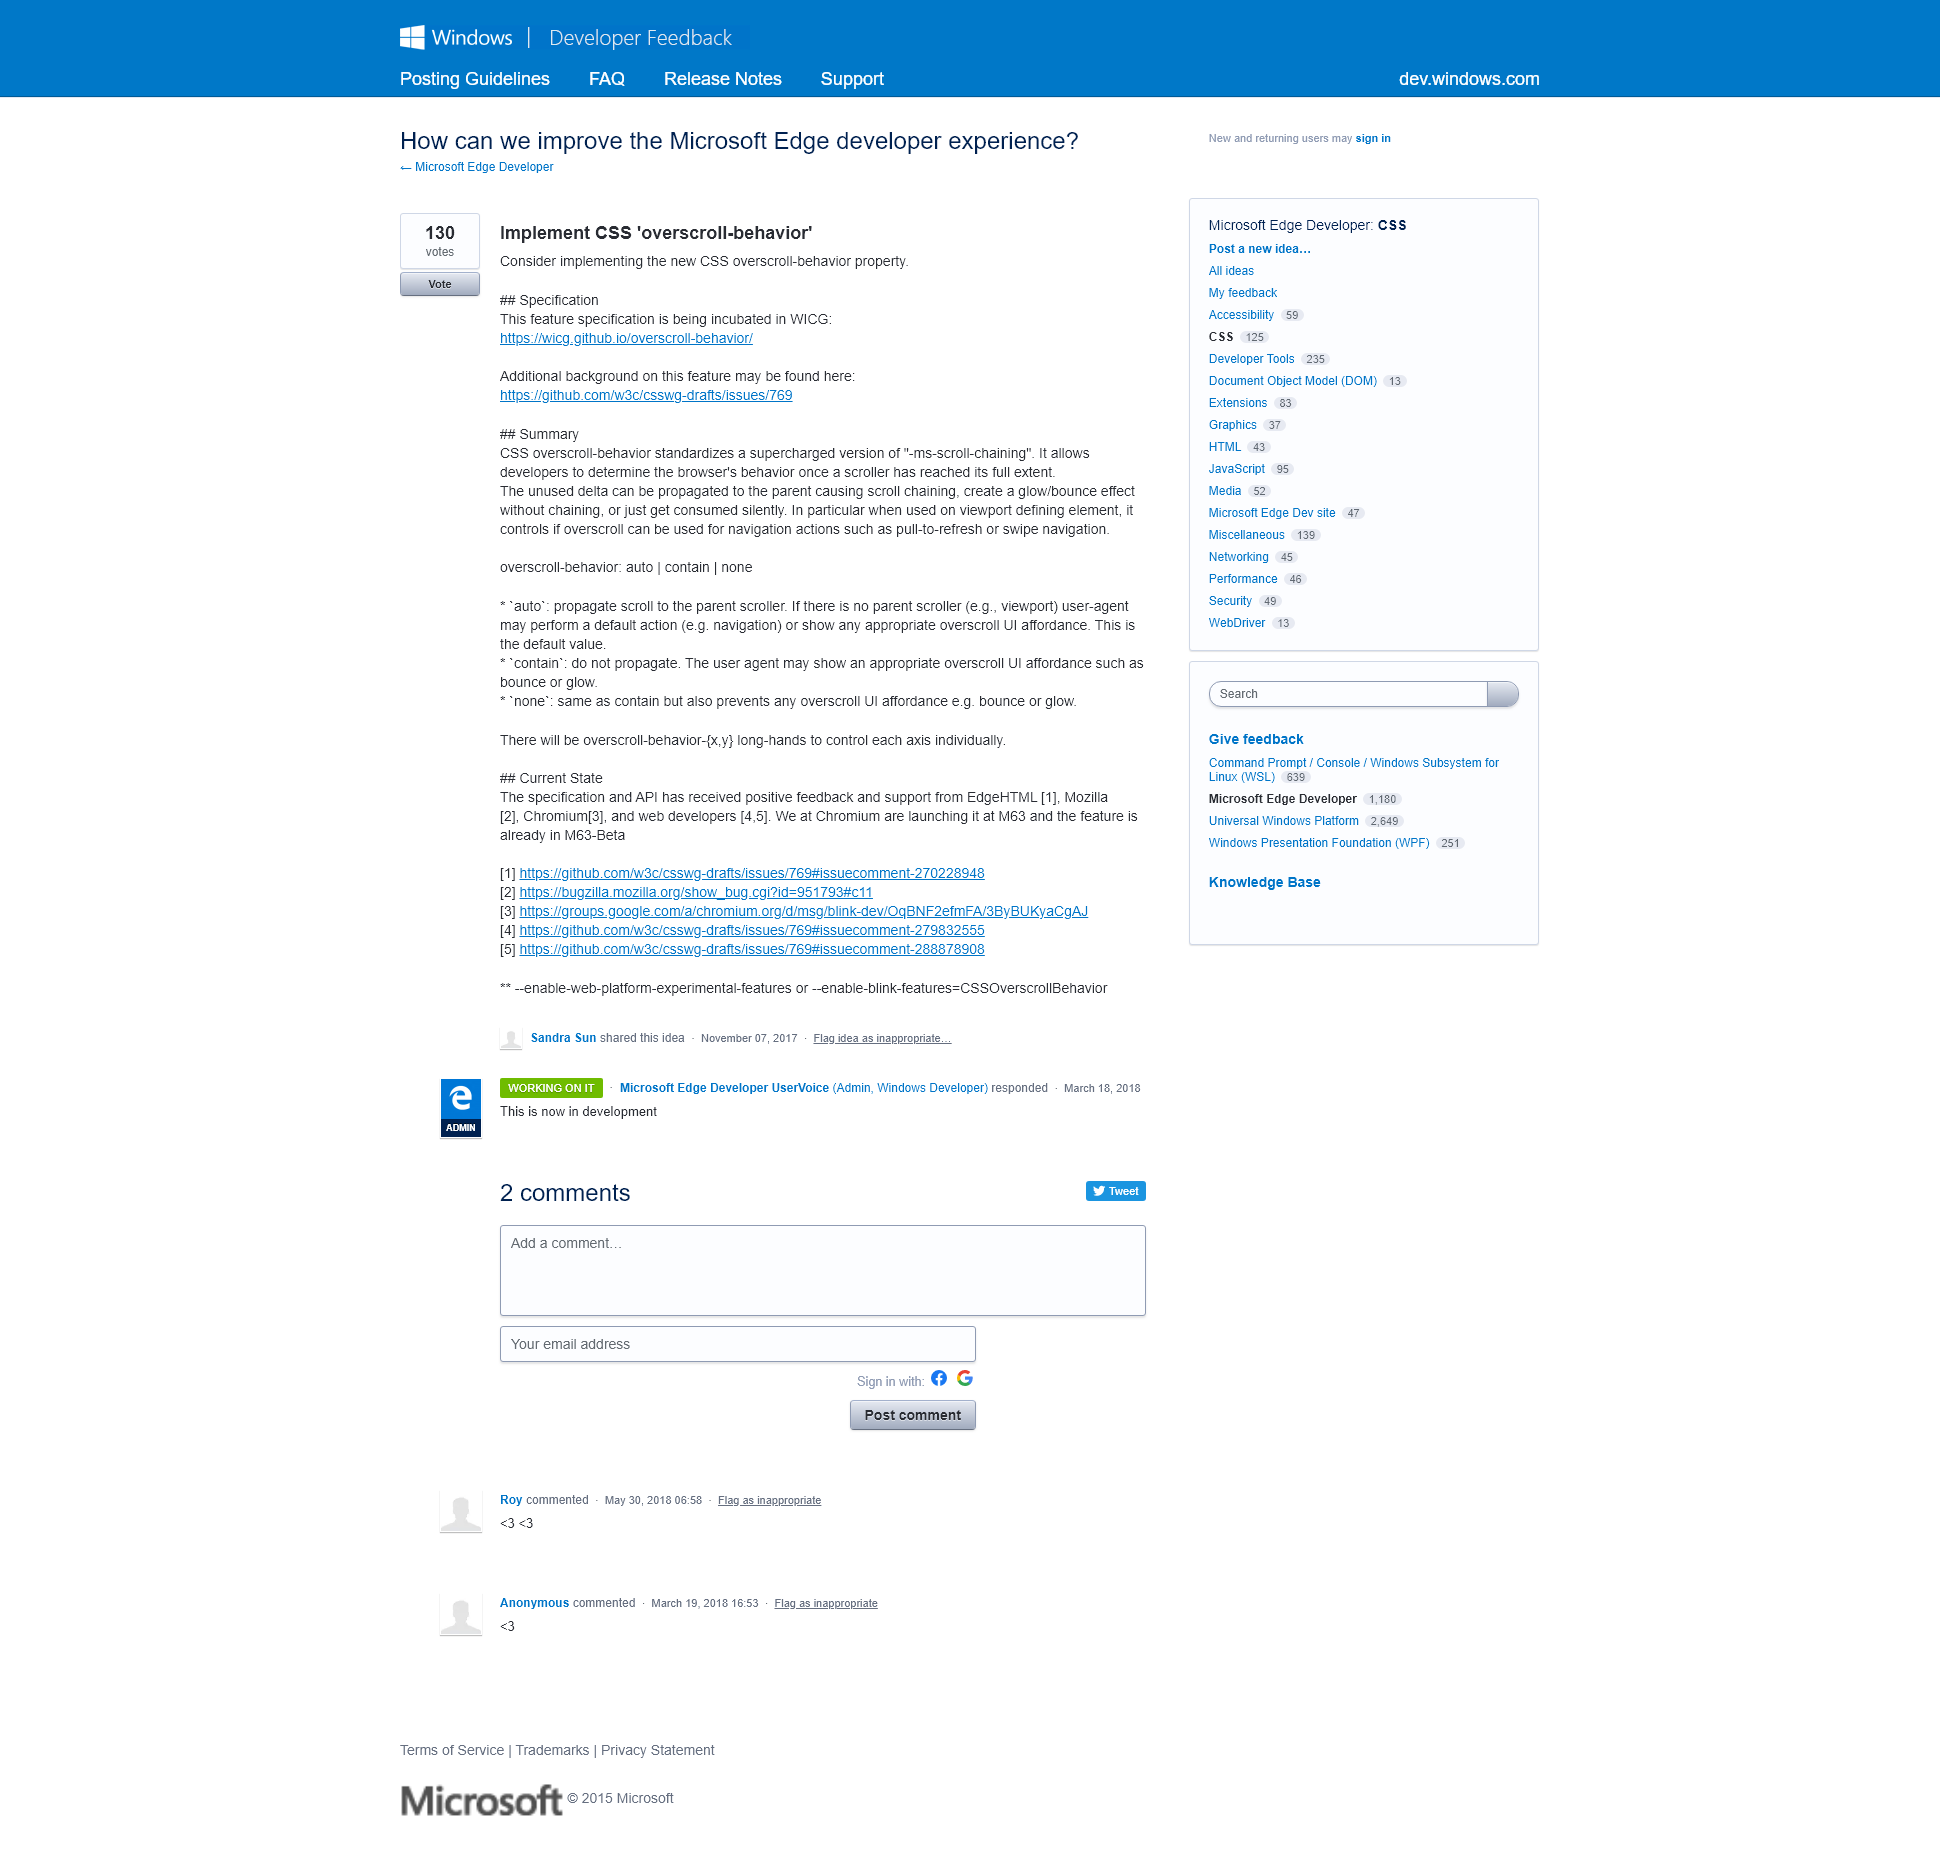 Windows | Developer Feedback
Posting Guidelines FAQ Release Notes Support dev.windows.com
How can we improve the Microsoft Edge developer experience?
← Microsoft Edge Developer
New and returning users may sign in
130
votes
Vote
Implement CSS 'overscroll-behavior'
Consider implementing the new CSS overscroll-behavior property.
## Specification
This feature specification is being incubated in WICG:
https://wicg.github.io/overscroll-behavior/
Additional background on this feature may be found here:
https://github.com/w3c/csswg-drafts/issues/769
## Summary
CSS overscroll-behavior standardizes a supercharged version of "-ms-scroll-chaining". It allows
developers to determine the browser's behavior once a scroller has reached its full extent.
The unused delta can be propagated to the parent causing scroll chaining, create a glow/bounce effect
without chaining, or just get consumed silently. In particular when used on viewport defining element, it
controls if overscroll can be used for navigation actions such as pull-to-refresh or swipe navigation.
overscroll-behavior: auto | contain | none
* `auto`: propagate scroll to the parent scroller. If there is no parent scroller (e.g., viewport) user-agent
may perform a default action (e.g. navigation) or show any appropriate overscroll UI affordance. This is
the default value.
* `contain`: do not propagate. The user agent may show an appropriate overscroll UI affordance such as
bounce or glow.
* `none`: same as contain but also prevents any overscroll UI affordance e.g. bounce or glow.
There will be overscroll-behavior-{x,y} long-hands to control each axis individually.
## Current State
The specification and API has received positive feedback and support from EdgeHTML [1], Mozilla
[2], Chromium[3], and web developers [4,5]. We at Chromium are launching it at M63 and the feature is
already in M63-Beta
[1] https://github.com/w3c/csswg-drafts/issues/769#issuecomment-270228948
[2] https://bugzilla.mozilla.org/show_bug.cgi?id=951793#c11
[3] https://groups.google.com/a/chromium.org/d/msg/blink-dev/OqBNF2efmFA/3ByBUKyaCgAJ
[4] https://github.com/w3c/csswg-drafts/issues/769#issuecomment-279832555
[5] https://github.com/w3c/csswg-drafts/issues/769#issuecomment-288878908
** --enable-web-platform-experimental-features or --enable-blink-features=CSSOverscrollBehavior
Sandra Sun shared this idea · November 07, 2017 · Flag idea as inappropriate…
ADMIN
WORKING ON IT · Microsoft Edge Developer UserVoice (Admin, Windows Developer) responded · March 18, 2018
This is now in development
2 comments
Tweet
Add a comment…
Your email address
Sign in with:
Post comment
Roy commented · May 30, 2018 06:58 · Flag as inappropriate
<3 <3
Anonymous commented · March 19, 2018 16:53 · Flag as inappropriate
<3
Microsoft Edge Developer: CSS
Post a new idea…
All ideas
My feedback
Accessibility 59
CSS 125
Developer Tools 235
Document Object Model (DOM) 13
Extensions 83
Graphics 37
HTML 43
JavaScript 95
Media 52
Microsoft Edge Dev site 47
Miscellaneous 139
Networking 45
Performance 46
Security 49
WebDriver 13
Search
Give feedback
Command Prompt / Console / Windows Subsystem for
Linux (WSL) 639
Microsoft Edge Developer 1,180
Universal Windows Platform 2,649
Windows Presentation Foundation (WPF) 251
Knowledge Base
Terms of Service | Trademarks | Privacy Statement
Microsoft © 2015 Microsoft